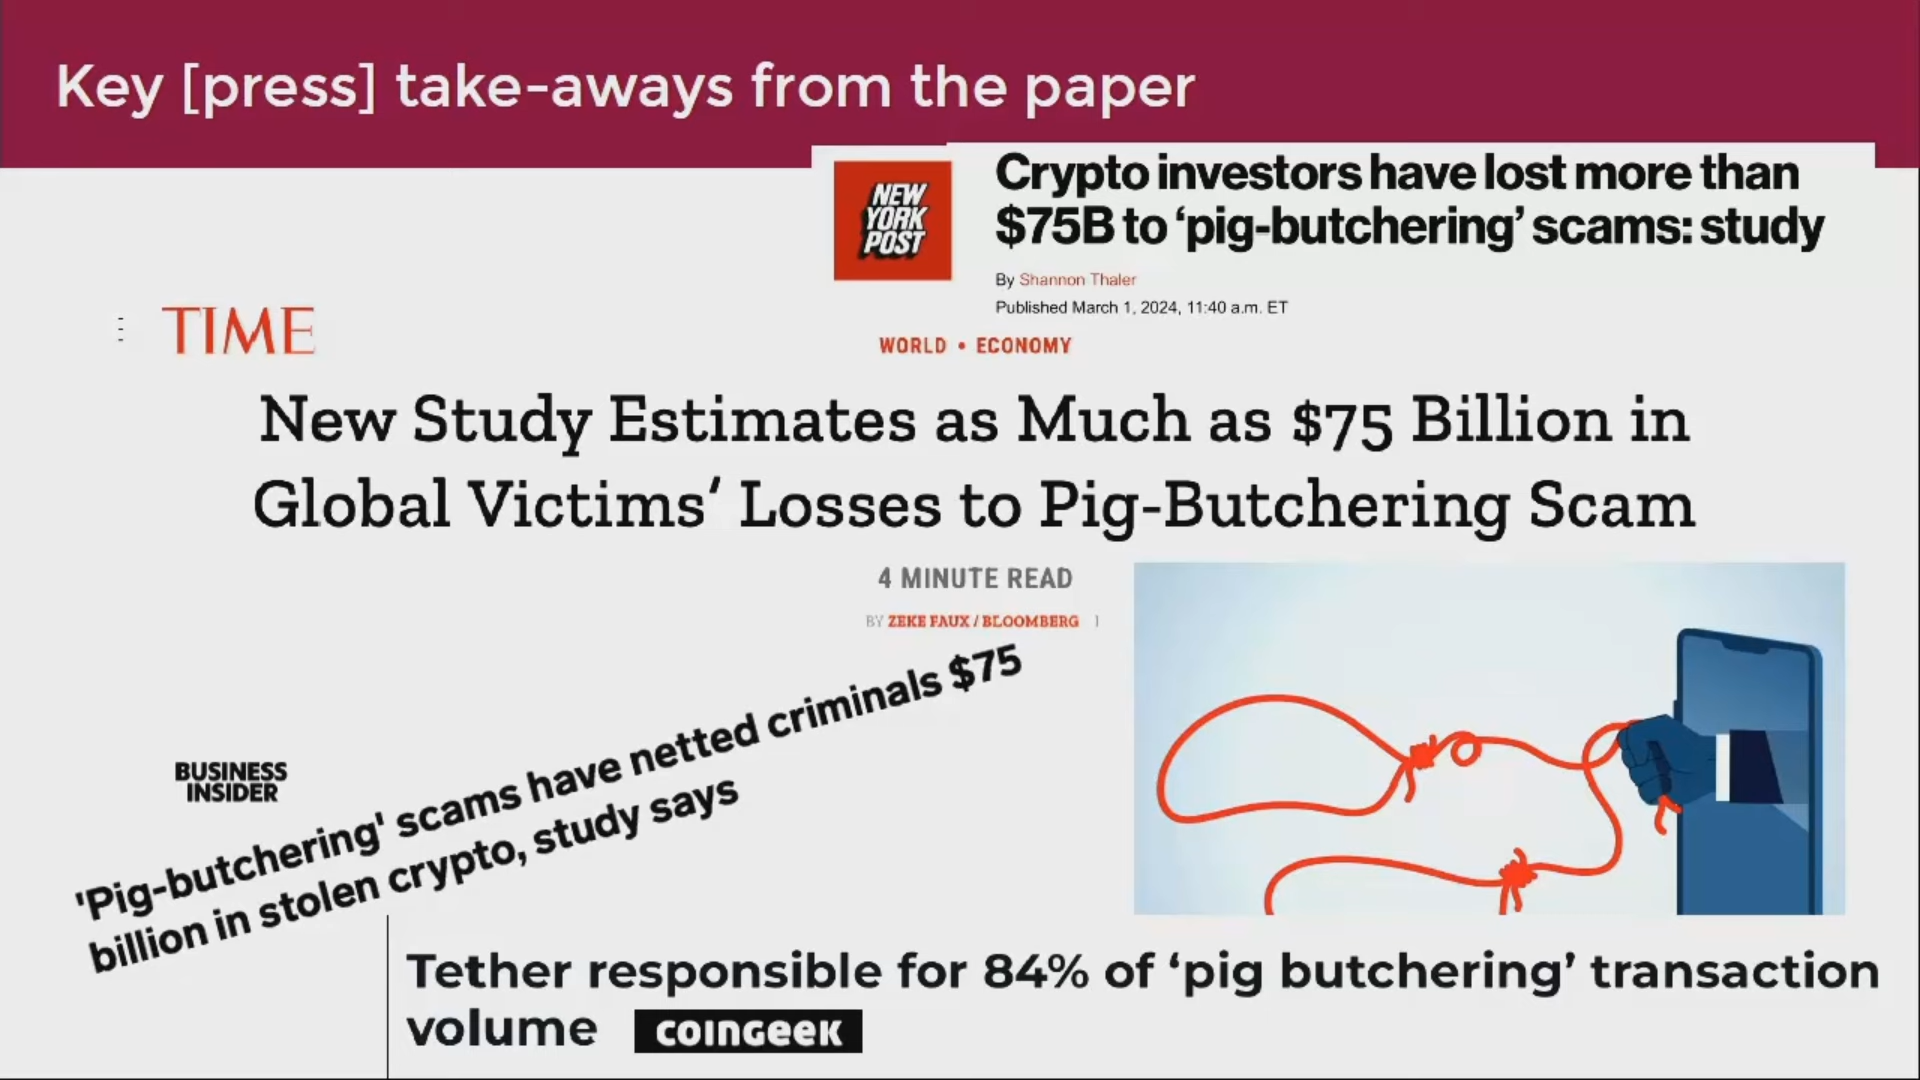 Key [press] take-aways from the paper
NEW
YORK
POST
Crypto investors have lost more than
$75B to ‘pig-butchering’ scams: study
By Shannon Thaler
Published March 1, 2024, 11:40 a.m. ET
TIME
WORLD • ECONOMY
New Study Estimates as Much as $75 Billion in
Global Victims’ Losses to Pig-Butchering Scam
4 MINUTE READ
BY ZEKE FAUX / BLOOMBERG
BUSINESS
INSIDER
'Pig-butchering' scams have netted criminals $75
billion in stolen crypto, study says
Tether responsible for 84% of ‘pig butchering’ transaction
volume
COINGEEK